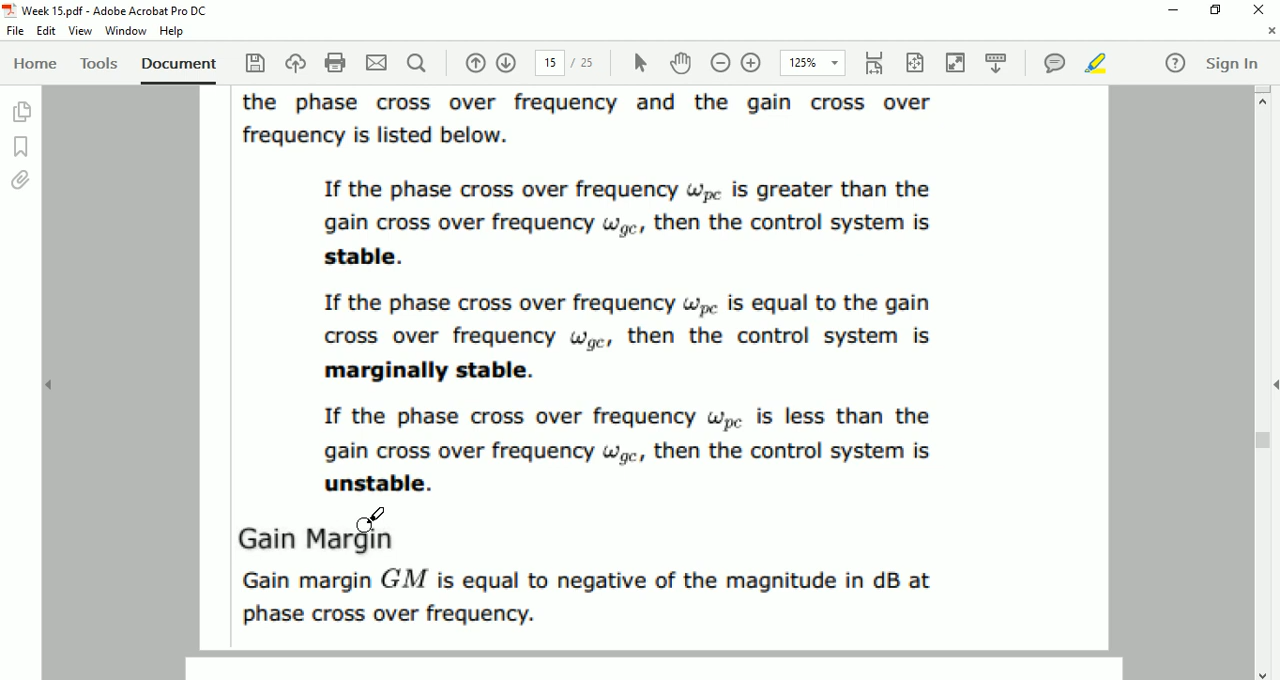 Week 15.pdf - Adobe Acrobat Pro DC
File Edit View Window Help
Home Tools Document 15 / 25 125% Sign In
the phase cross over frequency and the gain cross over
frequency is listed below.
If the phase cross over frequency ωpc is greater than the
gain cross over frequency ωgc, then the control system is
stable.
If the phase cross over frequency ωpc is equal to the gain
cross over frequency ωgc, then the control system is
marginally stable.
If the phase cross over frequency ωpc is less than the
gain cross over frequency ωgc, then the control system is
unstable.
Gain Margin
Gain margin GM is equal to negative of the magnitude in dB at
phase cross over frequency.